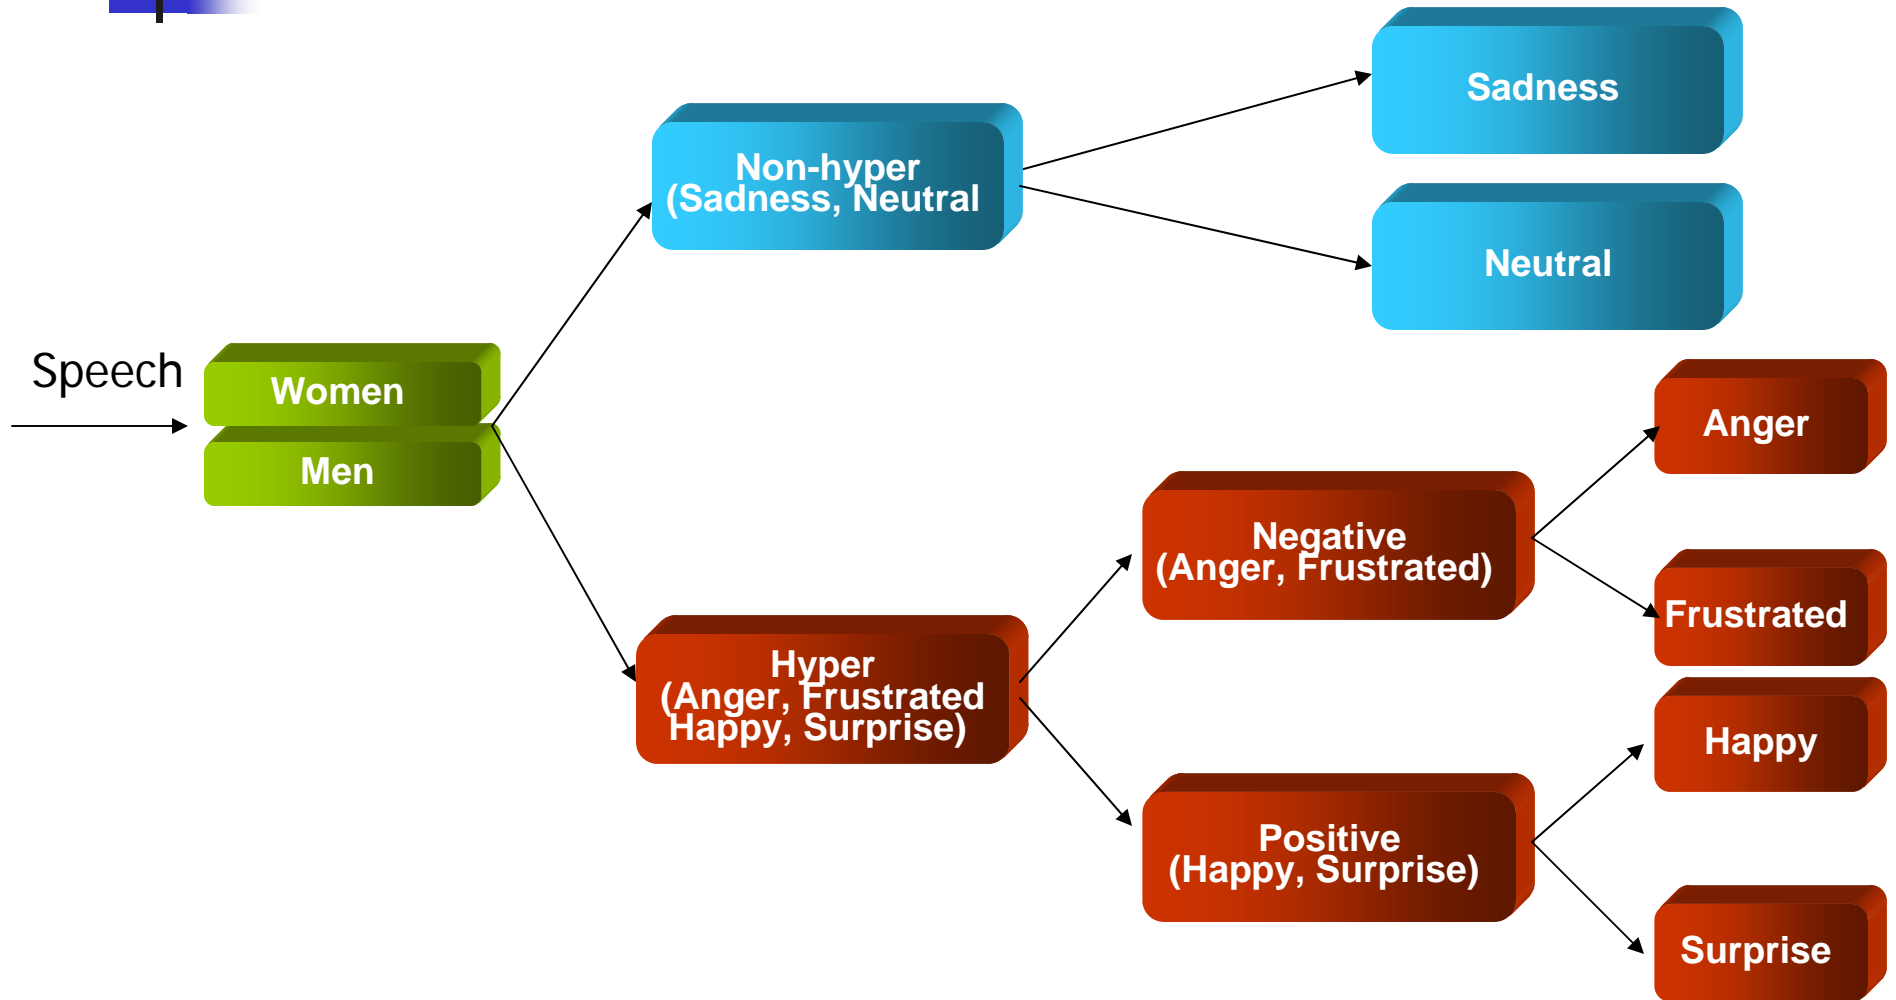 Speech
Women
Men
Non-hyper
(Sadness, Neutral
Sadness
Neutral
Hyper
(Anger, Frustrated
Happy, Surprise)
Negative
(Anger, Frustrated)
Positive
(Happy, Surprise)
Anger
Frustrated
Happy
Surprise